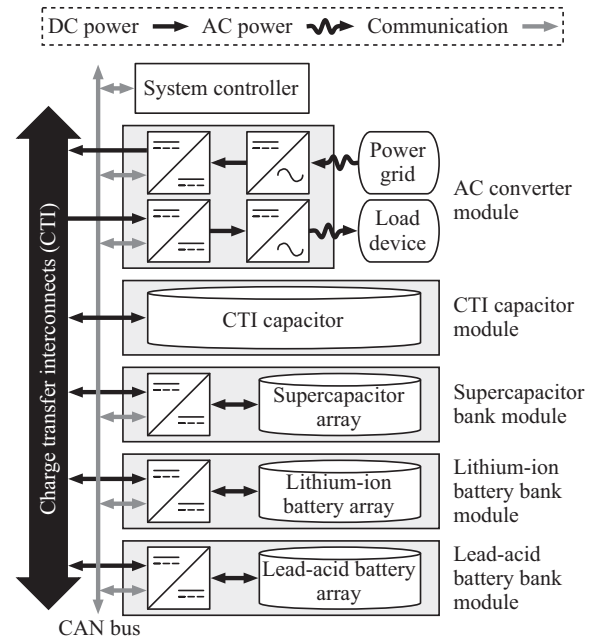 DC power
AC power
Communication
System controller
Charge transfer interconnects (CTI)
Power
grid
Load
device
AC converter
module
CTI capacitor
CTI capacitor
module
Supercapacitor
array
Supercapacitor
bank module
Lithium-ion
battery array
Lithium-ion
battery bank
module
Lead-acid battery
array
Lead-acid
battery bank
module
CAN bus